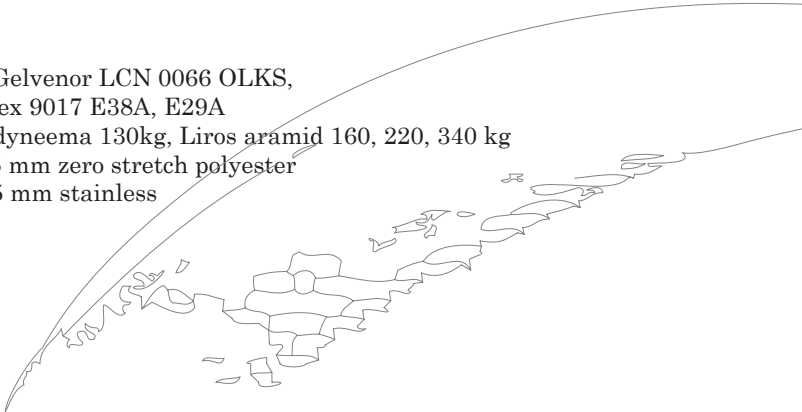 Gelvenor LCN 0066 OLKS,
ex 9017 E38A, E29A
dyneema 130kg, Liros aramid 160, 220, 340 kg
mm zero stretch polyester
mm stainless